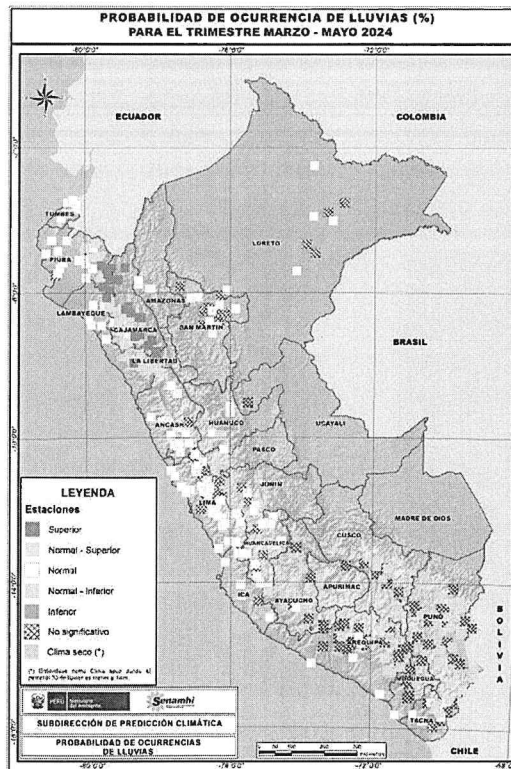 PROBABILIDAD DE OCURRENCIA DE LLUVIAS (%)
PARA EL TRIMESTRE MARZO - MAYO 2024
ECUADOR
COLOMBIA
TUMBES
PIURA
LORETO
LAMBAYEQUE
AMAZONAS
CAJAMARCA
SAN MARTIN
BRASIL
LA LIBERTAD
ANCASH
HUANUCO
UCAYALI
PASCO
JUNIN
LIMA
MADRE DE DIOS
CUSCO
HUANCAVELICA
APURIMAC
ICA
AYACUCHO
PUNO
AREQUIPA
BOLIVIA
MOQUEGUA
TACNA
CHILE
LEYENDA
Estaciones
Superior
Normal - Superior
Normal
Normal - Inferior
Inferior
No significativo
Clima seco (*)
PERÚ
Senamhi
SUBDIRECCIÓN DE PREDICCIÓN CLIMÁTICA
PROBABILIDAD DE OCURRENCIAS
DE LLUVIAS